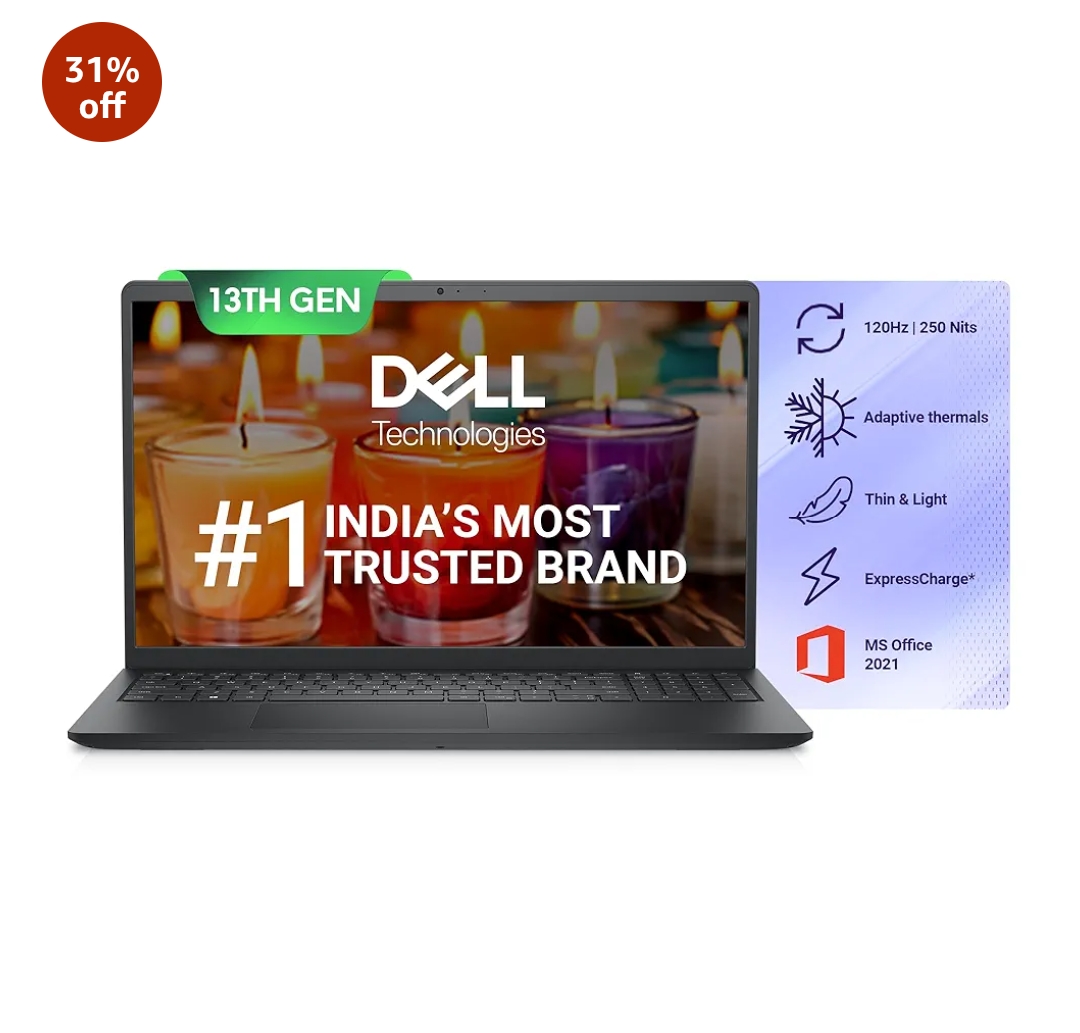 31%
off
13TH GEN
DELL
Technologies
#1 INDIA'S MOST
TRUSTED BRAND
120Hz | 250 Nits
Adaptive thermals
Thin & Light
ExpressCharge*
MS Office
2021